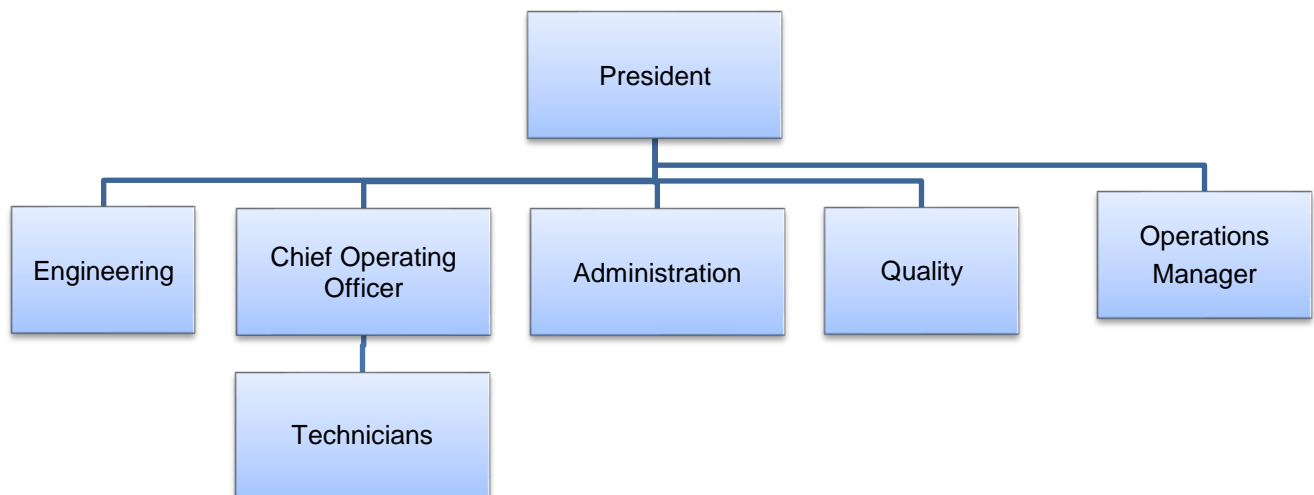 President
Engineering
Chief Operating
Officer
Administration
Quality
Operations
Manager
Technicians